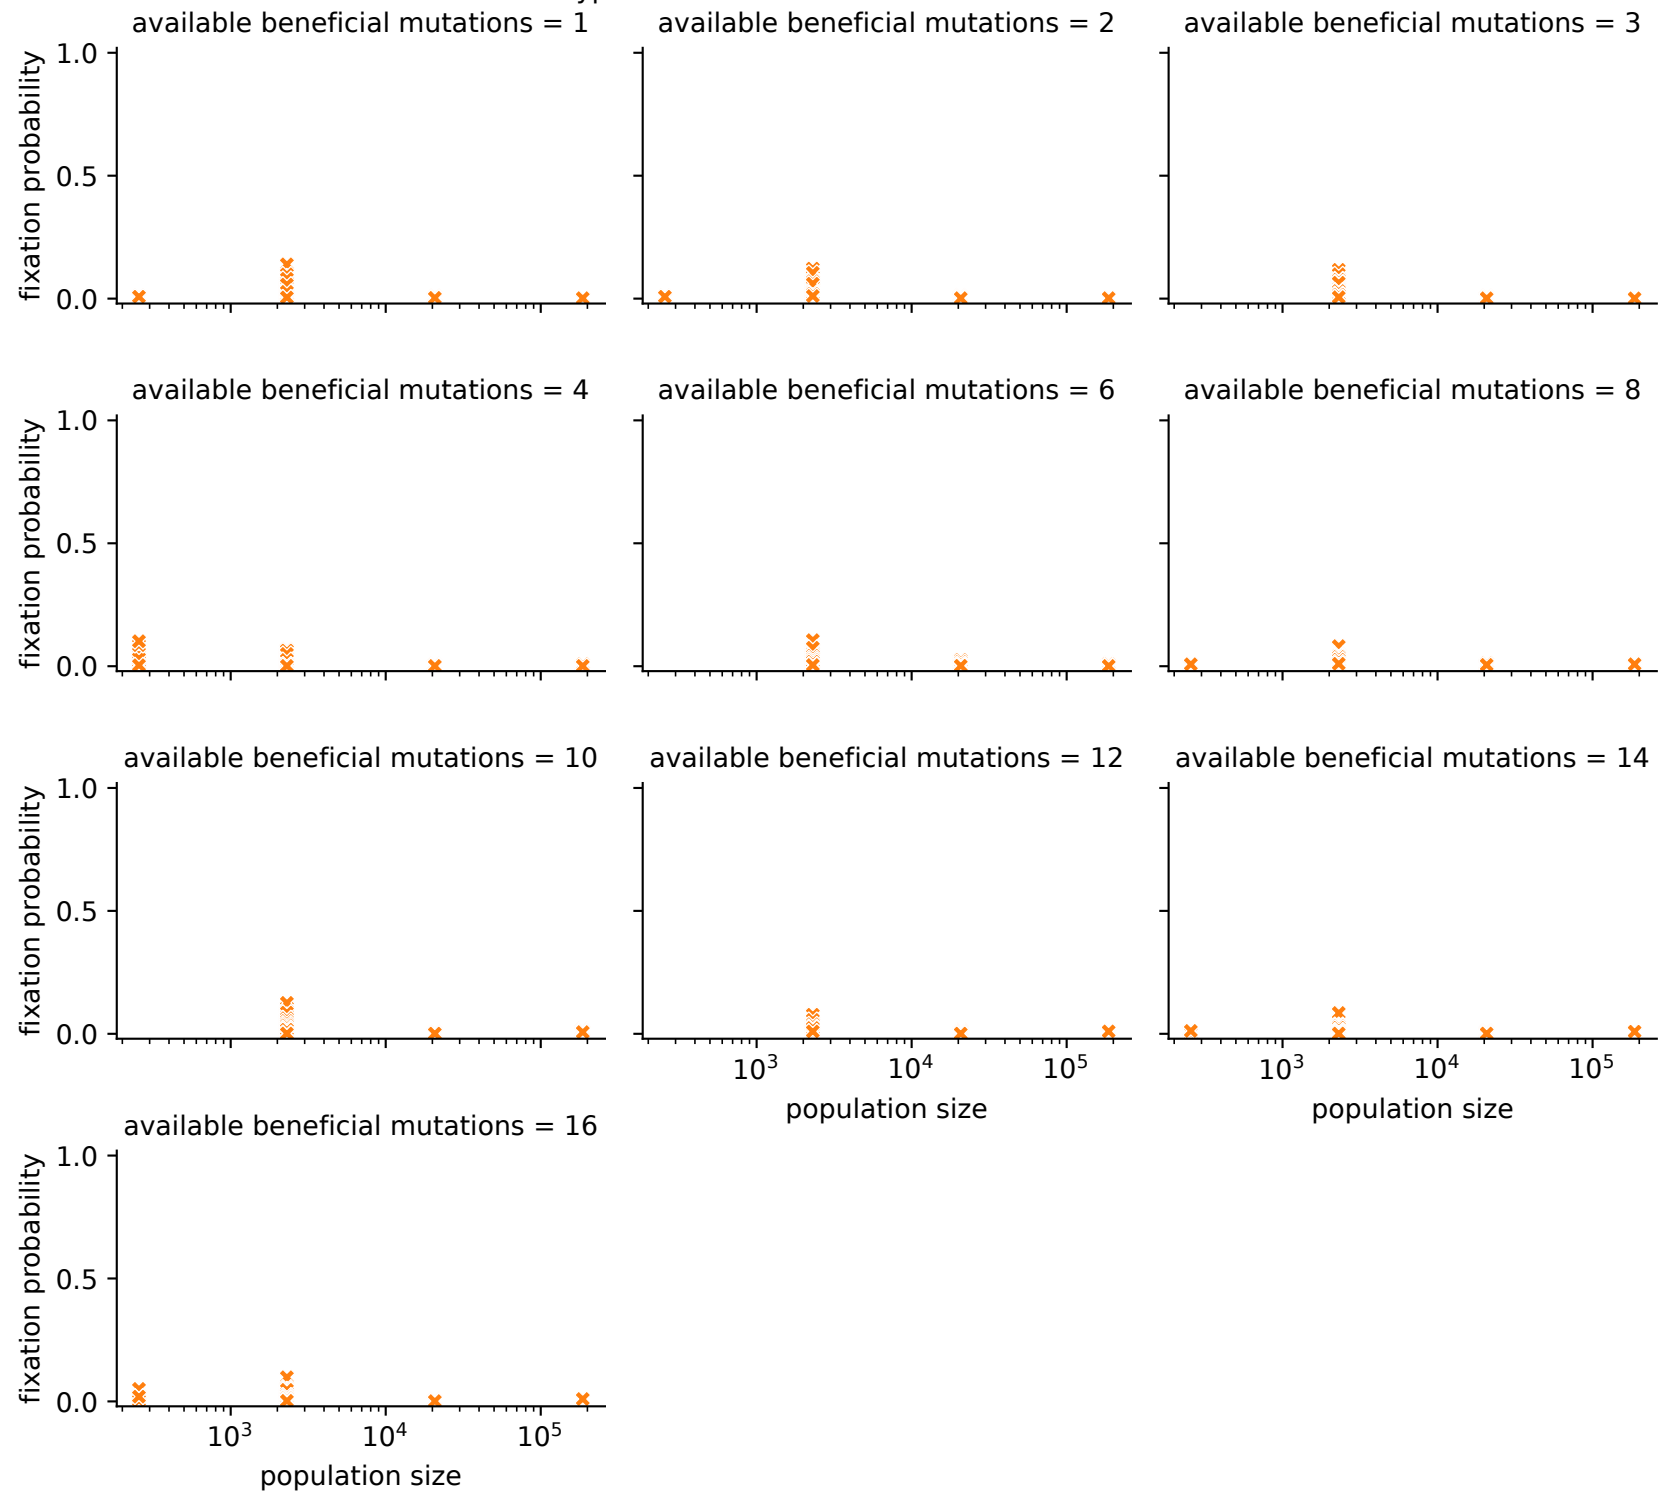 available beneficial mutations = 1
available beneficial mutations = 2
available beneficial mutations = 3
fixation probability
1.0
0.5
0.0
available beneficial mutations = 4
available beneficial mutations = 6
available beneficial mutations = 8
fixation probability
1.0
0.5
0.0
available beneficial mutations = 10
available beneficial mutations = 12
available beneficial mutations = 14
fixation probability
1.0
0.5
0.0
10³ 10⁴ 10⁵
population size
10³ 10⁴ 10⁵
population size
available beneficial mutations = 16
fixation probability
1.0
0.5
0.0
10³ 10⁴ 10⁵
population size